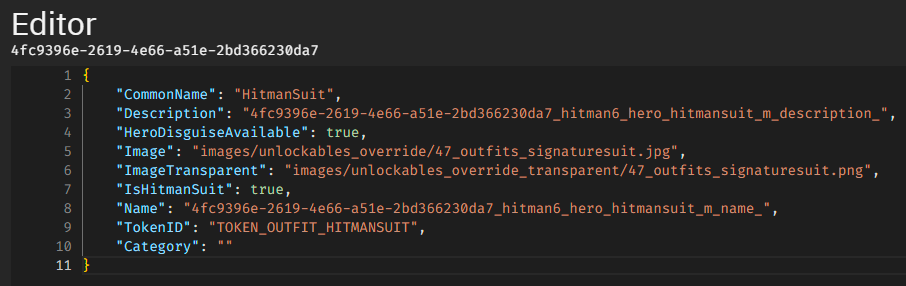 Editor
4fc9396e-2619-4e66-a51e-2bd366230da7
1 {
2 "CommonName": "HitmanSuit",
3 "Description": "4fc9396e-2619-4e66-a51e-2bd366230da7_hitman6_hero_hitmansuit_m_description_",
4 "HeroDisguiseAvailable": true,
5 "Image": "images/unlockables_override/47_outfits_signaturesuit.jpg",
6 "ImageTransparent": "images/unlockables_override_transparent/47_outfits_signaturesuit.png",
7 "IsHitmanSuit": true,
8 "Name": "4fc9396e-2619-4e66-a51e-2bd366230da7_hitman6_hero_hitmansuit_m_name_",
9 "TokenID": "TOKEN_OUTFIT_HITMANSUIT",
10 "Category": ""
11 }